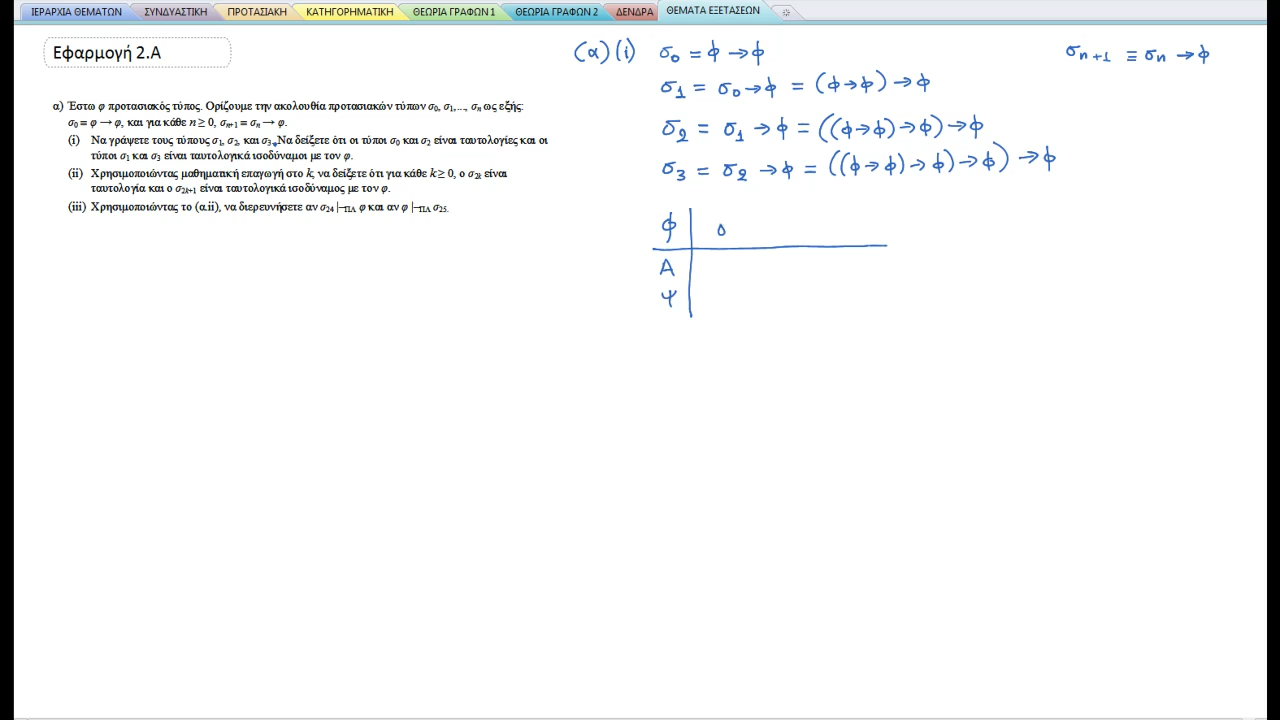 ΙΕΡΑΡΧΙΑ ΘΕΜΑΤΩΝ ΣΥΝΔΥΑΣΤΙΚΗ ΠΡΟΤΑΣΙΑΚΗ ΚΑΤΗΓΟΡΗΜΑΤΙΚΗ ΘΕΩΡΙΑ ΓΡΑΦΩΝ 1 ΘΕΩΡΙΑ ΓΡΑΦΩΝ 2 ΔΕΝΔΡΑ ΘΕΜΑΤΑ ΕΞΕΤΑΣΕΩΝ
Εφαρμογή 2.Α
α) Έστω φ προτασιακός τύπος. Ορίζουμε την ακολουθία προτασιακών τύπων σ₀, σ₁,..., σₙ ως εξής:
σ₀ = φ → φ, και για κάθε n ≥ 0, σₙ₊₁ = σₙ → φ.
(i) Να γράψετε τους τύπους σ₁, σ₂, και σ₃. Να δείξετε ότι οι τύποι σ₀ και σ₂ είναι ταυτολογίες και οι
τύποι σ₁ και σ₃ είναι ταυτολογικά ισοδύναμοι με τον φ.
(ii) Χρησιμοποιώντας μαθηματική επαγωγή στο k, να δείξετε ότι για κάθε k ≥ 0, ο σ₂ₖ είναι
ταυτολογία και ο σ₂ₖ₊₁ είναι ταυτολογικά ισοδύναμος με τον φ.
(iii) Χρησιμοποιώντας το (α.ii), να διερευνήσετε αν σ₂₄ |–ΠΛ φ και αν φ |–ΠΛ σ₂₅.
(α) (i) σ₀ = φ → φ
σₙ₊₁ ≡ σₙ → φ
σ₁ = σ₀ → φ = (φ → φ) → φ
σ₂ = σ₁ → φ = ((φ → φ) → φ) → φ
σ₃ = σ₂ → φ = (((φ → φ) → φ) → φ) → φ
φ σ
Α
Ψ